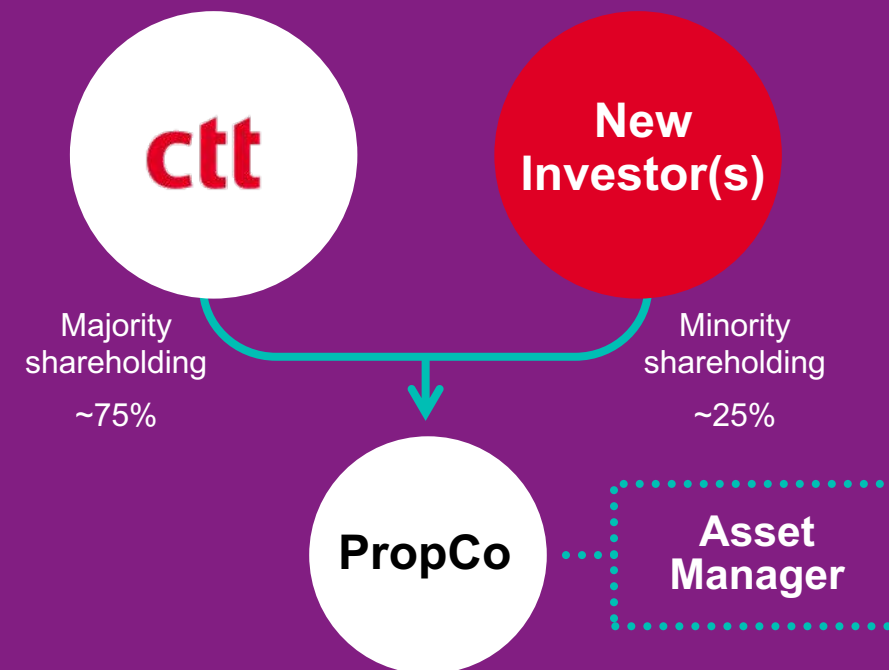 ctt
New
Investor(s)
Majority
shareholding
~75%
Minority
shareholding
~25%
PropCo
Asset
Manager